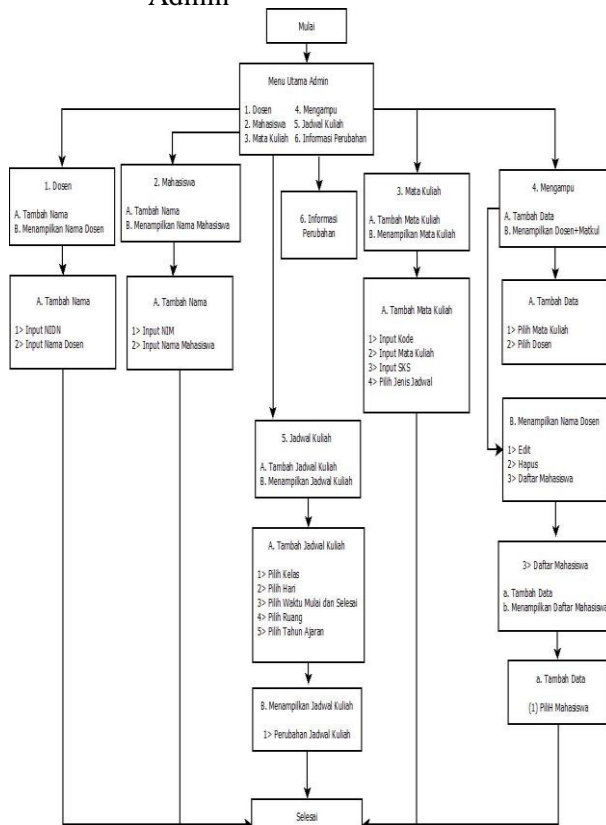 Admin
Mulai
Menu Utama Admin
1. Dosen 4. Mengampu
2. Mahasiswa 5. Jadwal Kuliah
3. Mata Kuliah 6. Informasi Perubahan
1. Dosen
A. Tambah Nama
B. Menampilkan Nama Dosen
2. Mahasiswa
A. Tambah Nama
B. Menampilkan Nama Mahasiswa
6. Informasi
Perubahan
3. Mata Kuliah
A. Tambah Mata Kuliah
B. Menampilkan Mata Kuliah
4. Mengampu
A. Tambah Data
B. Menampilkan Dosen+Matkul
A. Tambah Nama
1> Input NIDN
2> Input Nama Dosen
A. Tambah Nama
1> Input NIM
2> Input Nama Mahasiswa
A. Tambah Mata Kuliah
1> Input Kode
2> Input Mata Kuliah
3> Input SKS
4> Pilih Jenis Jadwal
A. Tambah Data
1> Pilih Mata Kuliah
2> Pilih Dosen
B. Menampilkan Nama Dosen
1> Edit
2> Hapus
3> Daftar Mahasiswa
5. Jadwal Kuliah
A. Tambah Jadwal Kuliah
B. Menampilkan Jadwal Kuliah
A. Tambah Jadwal Kuliah
1> Pilih Kelas
2> Pilih Hari
3> Pilih Waktu Mulai dan Selesai
4> Pilih Ruang
5> Pilih Tahun Ajaran
3> Daftar Mahasiswa
a. Tambah Data
b. Menampilkan Daftar Mahasiswa
B. Menampilkan Jadwal Kuliah
1> Perubahan Jadwal Kuliah
a. Tambah Data
(1) PiliH Mahasiswa
Selesai